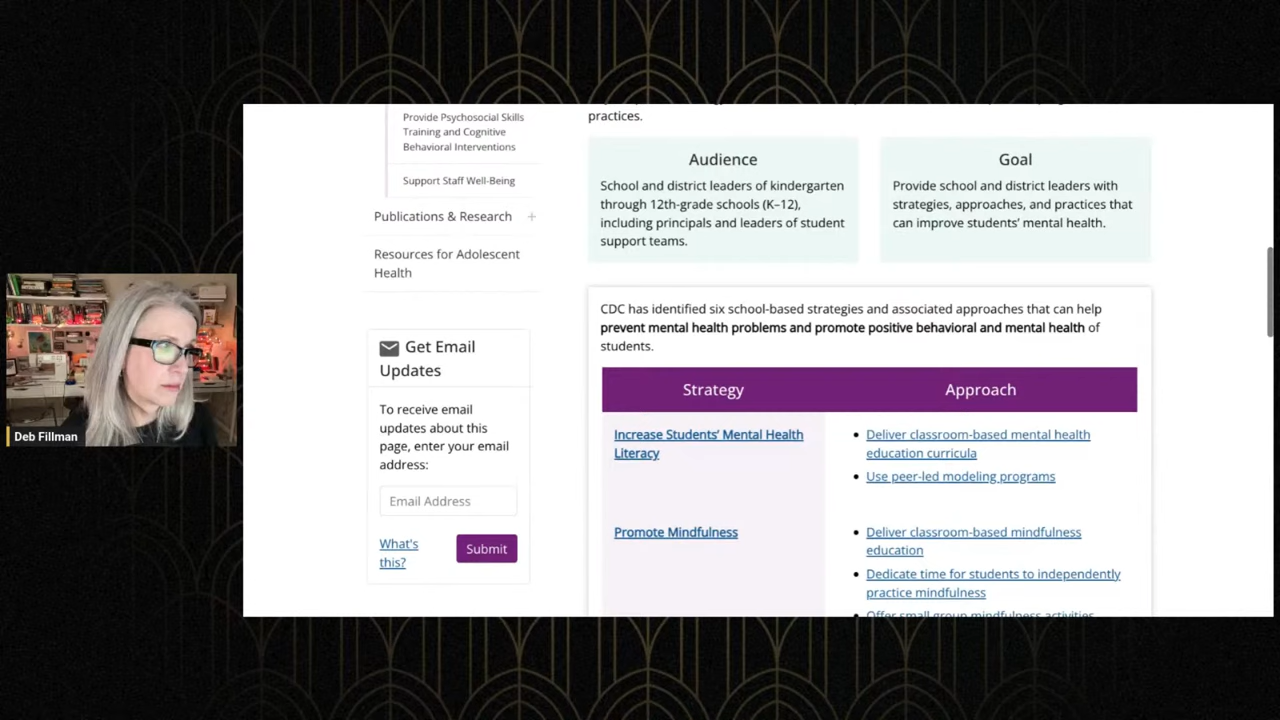 practices.
Provide Psychosocial Skills
Training and Cognitive
Behavioral Interventions
Support Staff Well-Being
Publications & Research +
Resources for Adolescent
Health
Get Email
Updates
To receive email
updates about this
page, enter your email
address:
Email Address
What's
this?
Submit
Audience
School and district leaders of kindergarten
through 12th-grade schools (K–12),
including principals and leaders of student
support teams.
Goal
Provide school and district leaders with
strategies, approaches, and practices that
can improve students’ mental health.
CDC has identified six school-based strategies and associated approaches that can help
prevent mental health problems and promote positive behavioral and mental health of
students.
Strategy
Approach
Increase Students’ Mental Health
Literacy
• Deliver classroom-based mental health
education curricula
• Use peer-led modeling programs
Promote Mindfulness
• Deliver classroom-based mindfulness
education
• Dedicate time for students to independently
practice mindfulness
• Offer small group mindfulness activities
Deb Fillman